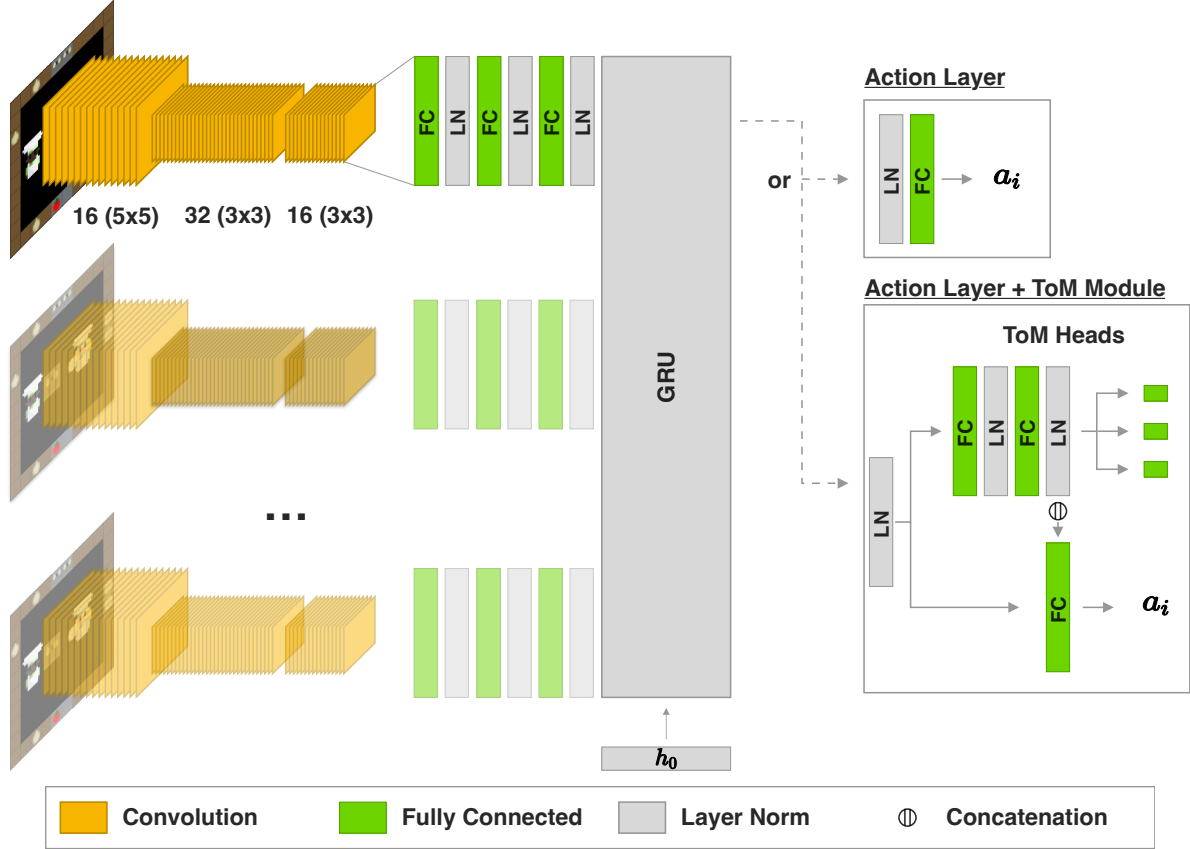 16 (5x5) 32 (3x3) 16 (3x3)
FC LN FC LN FC LN
GRU
h₀
...
or
Action Layer
LN FC
aᵢ
Action Layer + ToM Module
ToM Heads
FC LN FC LN
LN
FC
aᵢ
Convolution Fully Connected Layer Norm Concatenation